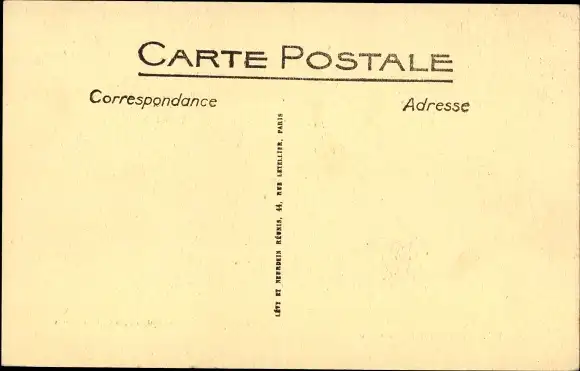 CARTE POSTALE
Correspondance
Adresse
LÉVY ET NEURDEIN RÉUNIS, 44, RUE LETELLIER, PARIS